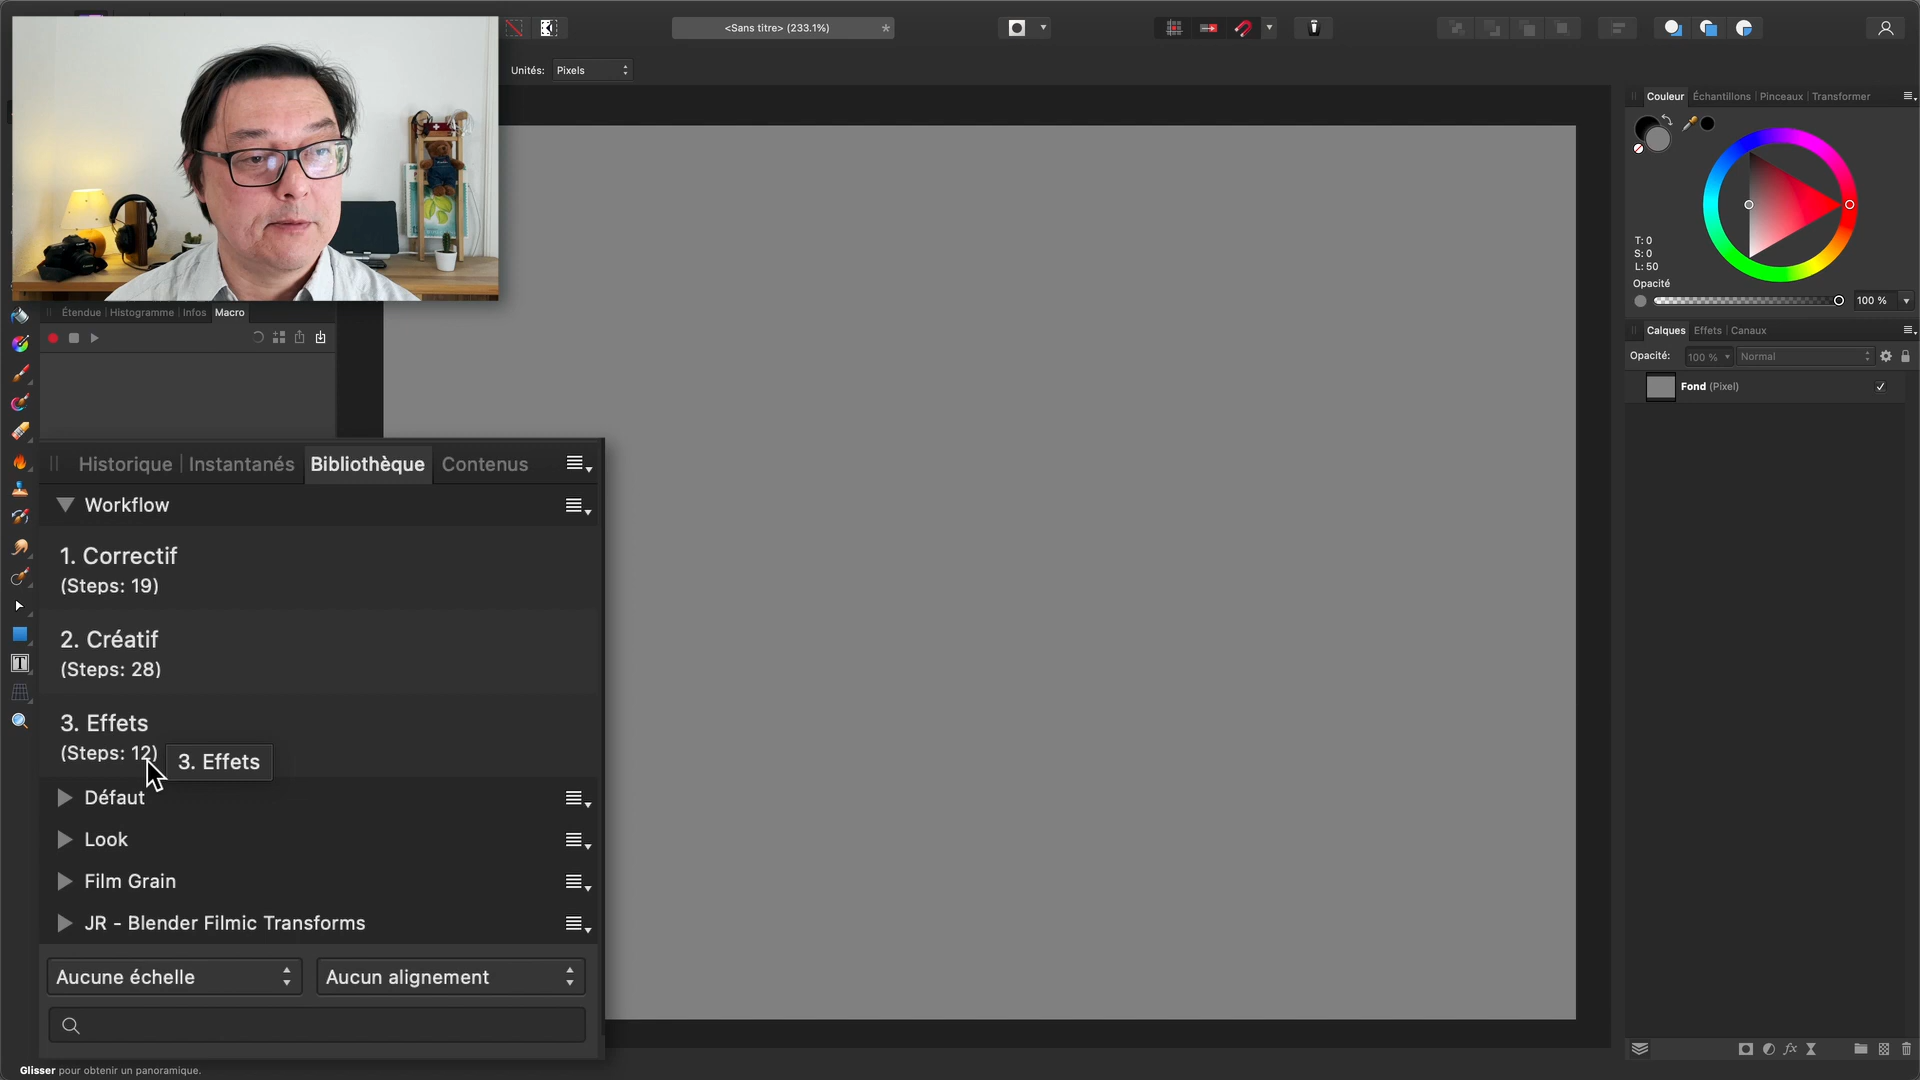 <Sans titre> (233.1%) *
Unités: Pixels
Couleur Échantillons Pinceaux Transformer
T: 0
S: 0
L: 50
Opacité
100 %
Étendue Histogramme Infos Macro
Calques Effets Canaux
Opacité: 100 % Normal
Fond (Pixel)
Historique Instantanés Bibliothèque Contenus
Workflow
1. Correctif
(Steps: 19)
2. Créatif
(Steps: 28)
3. Effets
(Steps: 12)
3. Effets
Défaut
Look
Film Grain
JR - Blender Filmic Transforms
Aucune échelle
Aucun alignement
Glisser pour obtenir un panoramique.